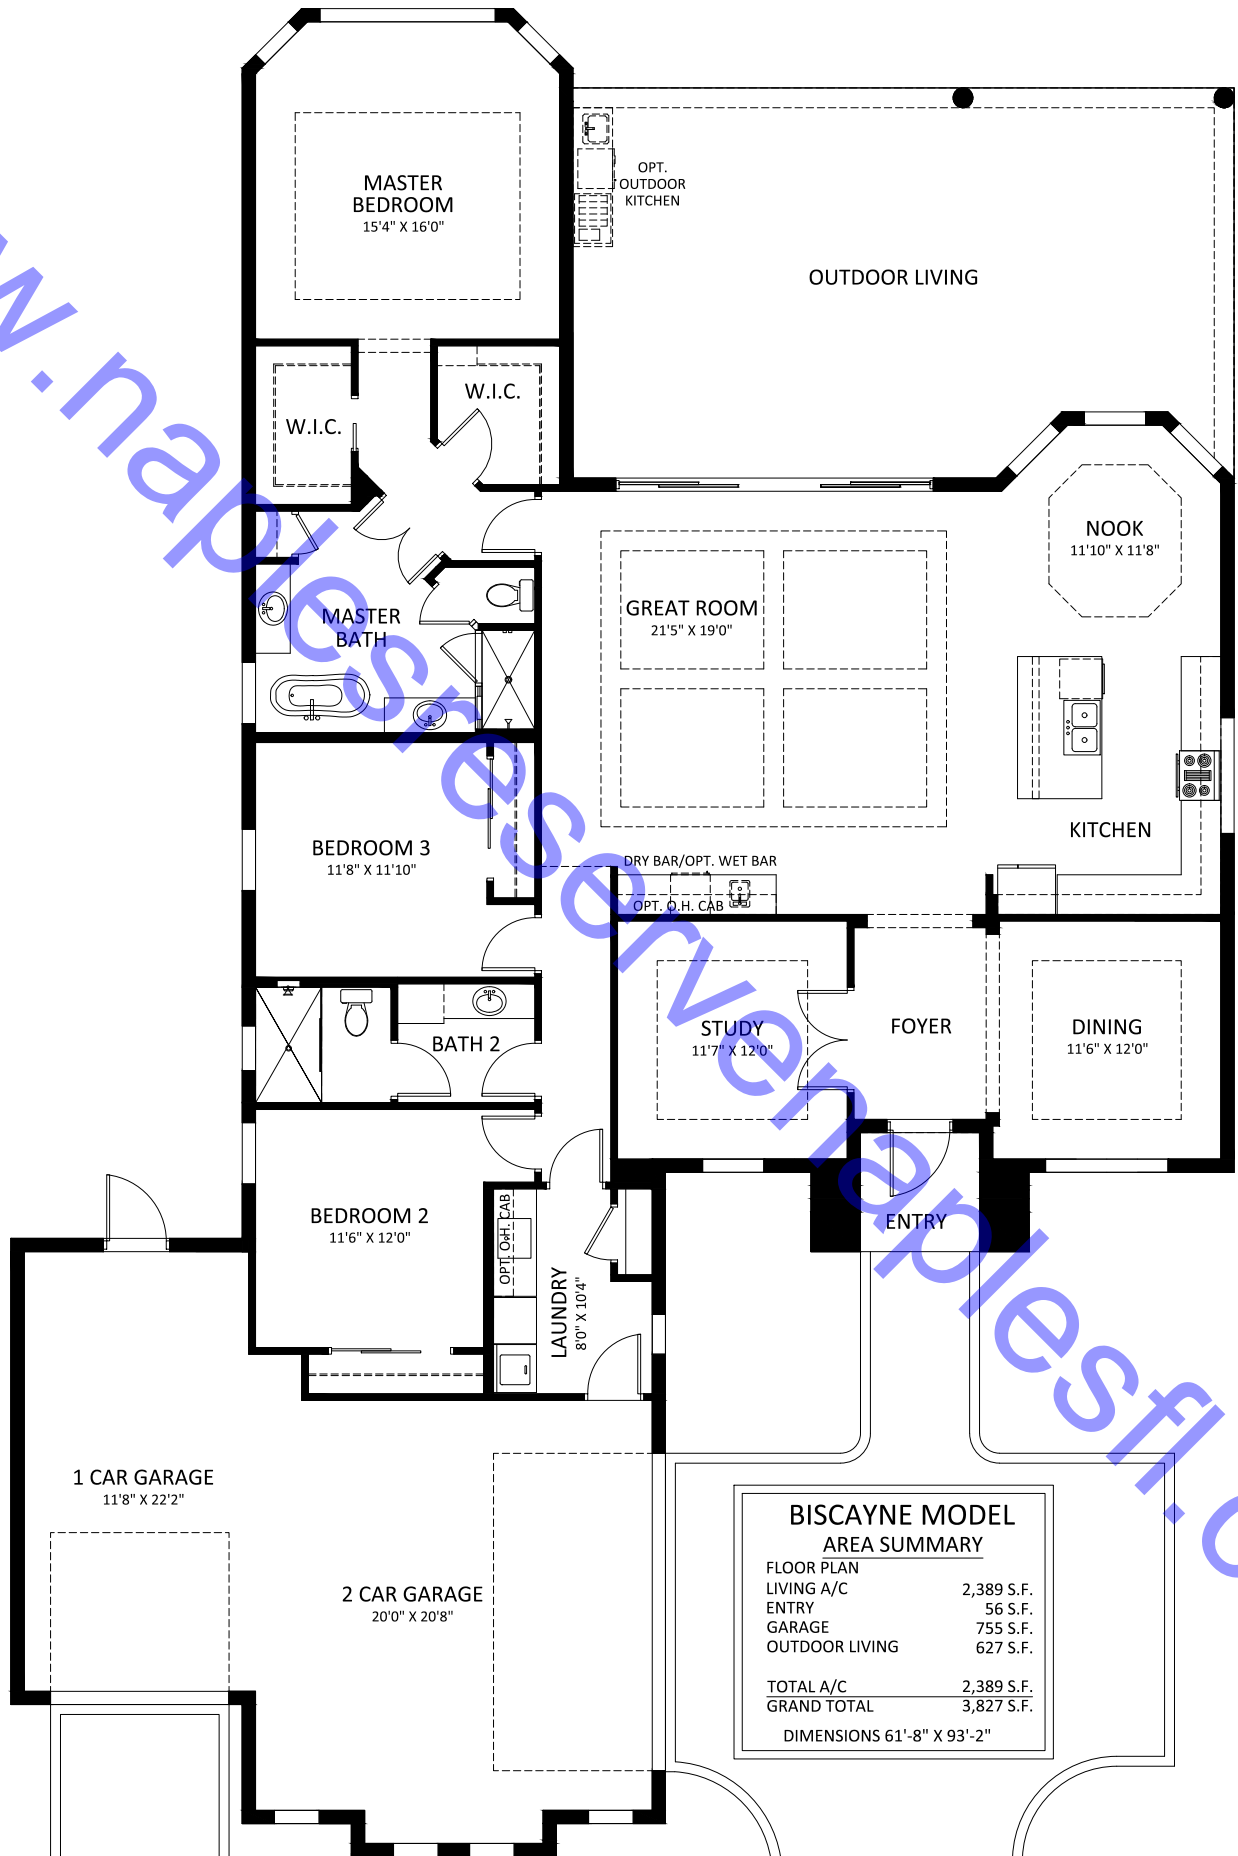 MASTER
BEDROOM
15'4" X 16'0"
OPT.
OUTDOOR
KITCHEN
OUTDOOR LIVING
W.I.C.
W.I.C.
NOOK
11'10" X 11'8"
GREAT ROOM
21'5" X 19'0"
MASTER
BATH
KITCHEN
BEDROOM 3
11'8" X 11'10"
DRY BAR/OPT. WET BAR
OPT. O.H. CAB
STUDY
11'7" X 12'0"
FOYER
DINING
11'6" X 12'0"
BATH 2
BEDROOM 2
11'6" X 12'0"
OPT. O.H. CAB
LAUNDRY
8'0" X 10'4"
ENTRY
1 CAR GARAGE
11'8" X 22'2"
2 CAR GARAGE
20'0" X 20'8"
BISCAYNE MODEL
AREA SUMMARY
FLOOR PLAN
LIVING A/C 2,389 S.F.
ENTRY 56 S.F.
GARAGE 755 S.F.
OUTDOOR LIVING 627 S.F.
TOTAL A/C 2,389 S.F.
GRAND TOTAL 3,827 S.F.
DIMENSIONS 61'-8" X 93'-2"
w.naplesreservenaplesfl.c